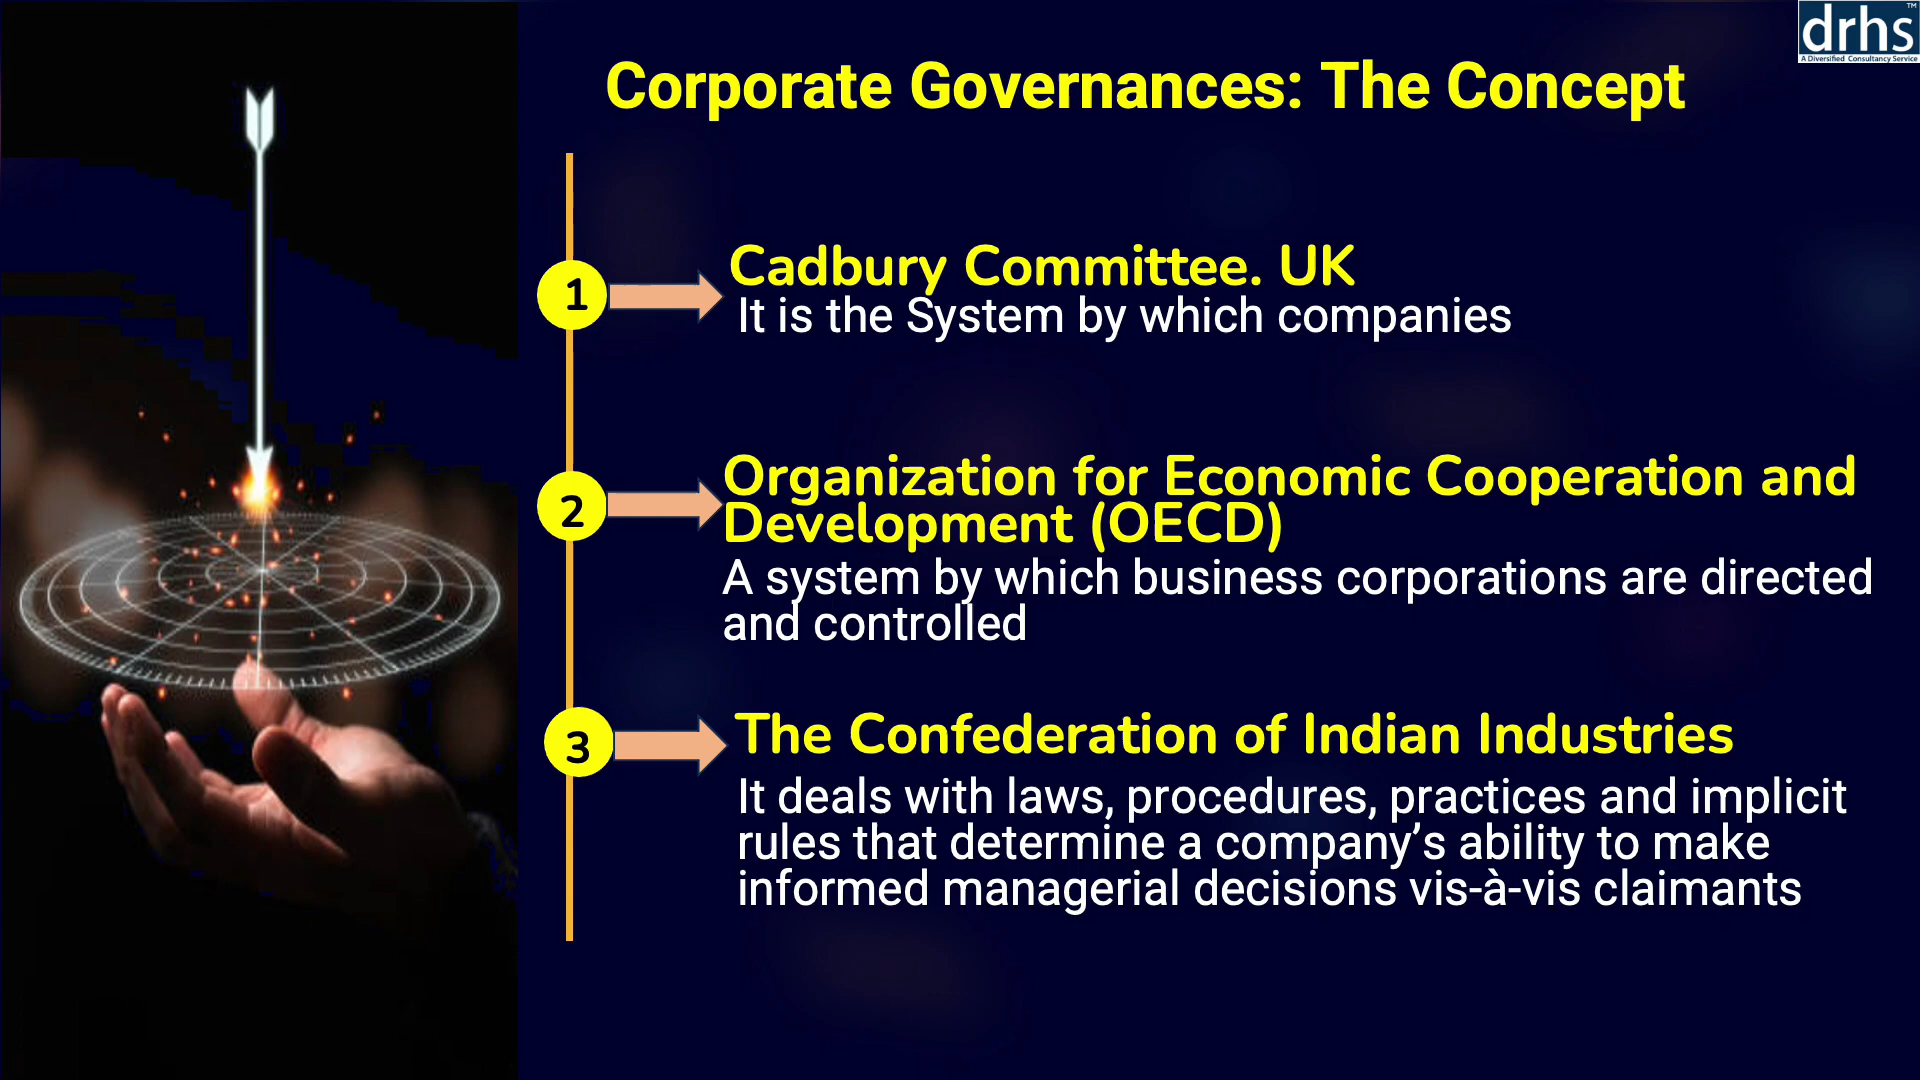 drhs
TM
A Diversified Consultancy Service
Corporate Governances: The Concept
1
Cadbury Committee. UK
It is the System by which companies
2
Organization for Economic Cooperation and
Development (OECD)
A system by which business corporations are directed
and controlled
3
The Confederation of Indian Industries
It deals with laws, procedures, practices and implicit
rules that determine a company’s ability to make
informed managerial decisions vis-à-vis claimants